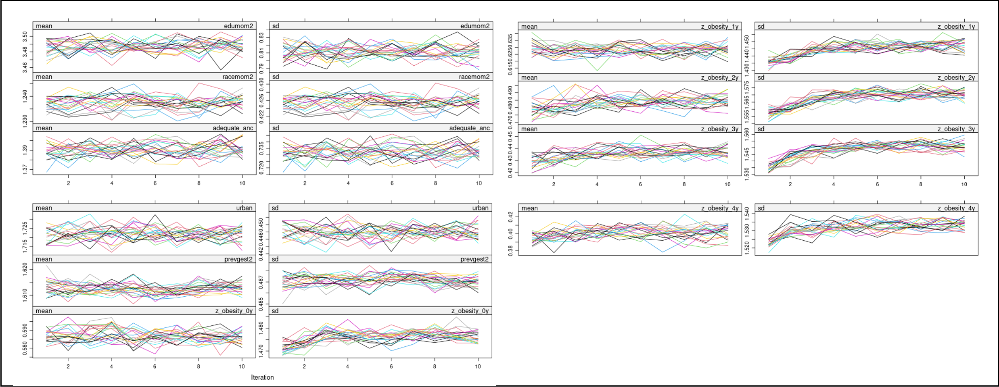 mean edumom2 sd edumom2
3.46 3.48 3.50
0.79 0.81 0.83
mean racemom2 sd racemom2
1.230 1.240
0.422 0.426 0.430
mean adequate_anc sd adequate_anc
1.37 1.39
0.720 0.735
2 4 6 8 10 2 4 6 8 10
mean z_obesity_1y sd z_obesity_1y
0.615 0.625 0.635
1.430 1.440 1.450
mean z_obesity_2y sd z_obesity_2y
0.470 0.480 0.490
1.555 1.565 1.575
mean z_obesity_3y sd z_obesity_3y
0.42 0.43 0.44 0.45
1.530 1.545 1.560
2 4 6 8 10 2 4 6 8 10
mean urban sd urban
1.715 1.725
0.442 0.446 0.450
mean prevgest2 sd prevgest2
1.610 1.620
0.485 0.487
mean z_obesity_0y sd z_obesity_0y
0.580 0.590
1.470 1.480
2 4 6 8 10 2 4 6 8 10
Iteration
mean z_obesity_4y sd z_obesity_4y
0.38 0.40 0.42
1.520 1.530 1.540